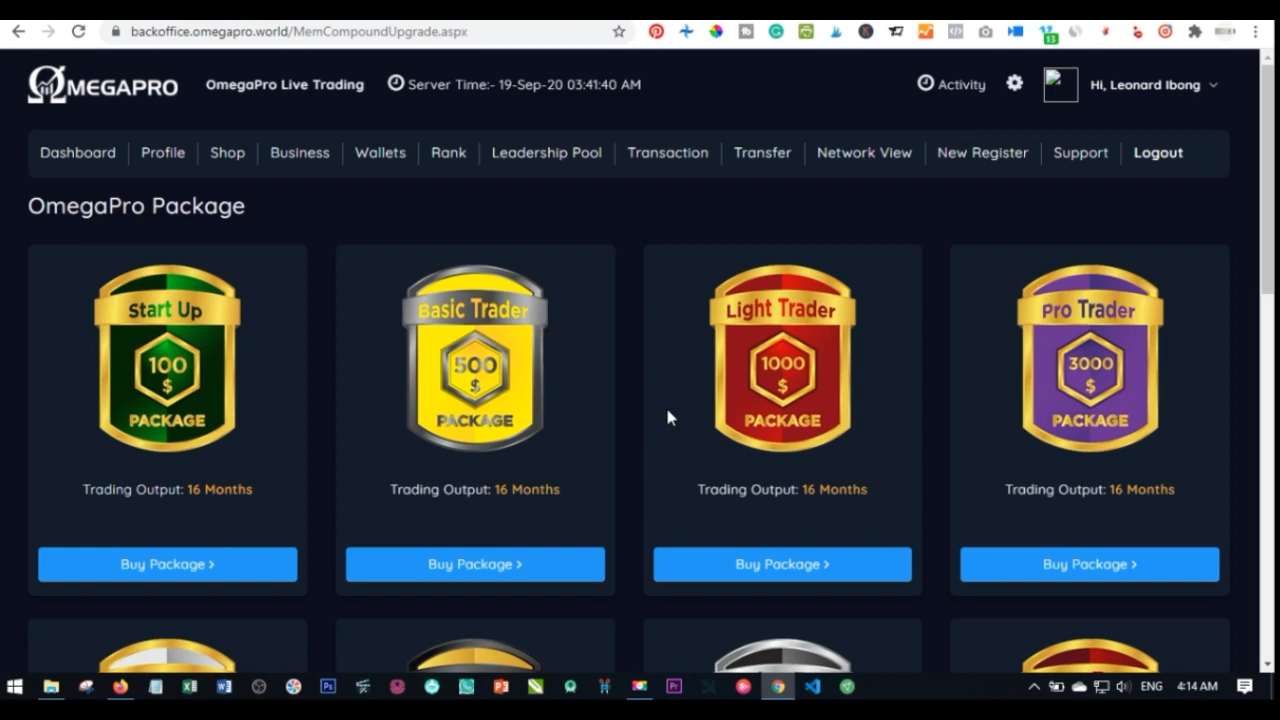 backoffice.omegapro.world/MemCompoundUpgrade.aspx
13
OMEGAPRO
OmegaPro Live Trading
Server Time:- 19-Sep-20 03:41:40 AM
Activity
Hi, Leonard Ibong
Dashboard Profile Shop Business Wallets Rank Leadership Pool Transaction Transfer Network View New Register Support Logout
OmegaPro Package
Start Up
100
$
PACKAGE
Trading Output: 16 Months
Buy Package >
Basic Trader
500
$
PACKAGE
Trading Output: 16 Months
Buy Package >
Light Trader
1000
$
PACKAGE
Trading Output: 16 Months
Buy Package >
Pro Trader
3000
$
PACKAGE
Trading Output: 16 Months
Buy Package >
ENG
4:14 AM